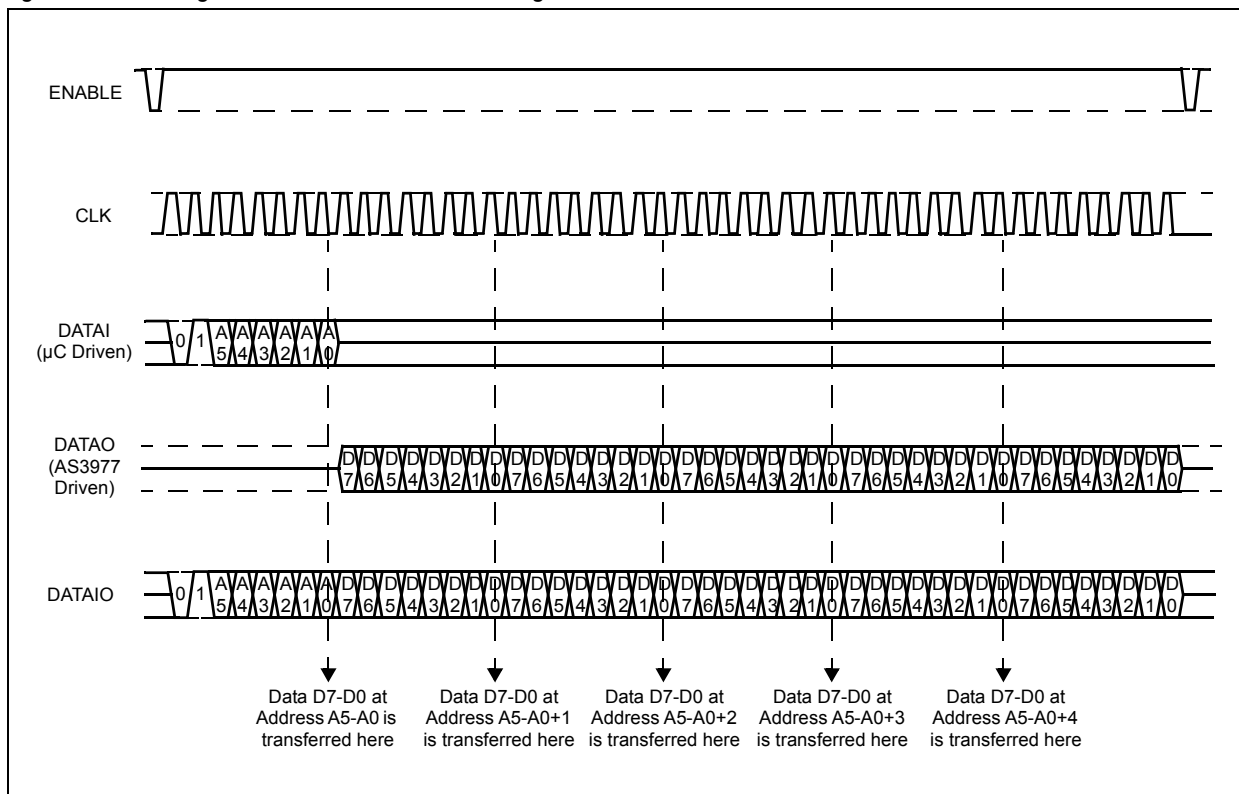 ENABLE
CLK
DATAI
(µC Driven)
0 1 A5 A4 A3 A2 A1 A0
DATAO
(AS3977
Driven)
D7 D6 D5 D4 D3 D2 D1 D0 D7 D6 D5 D4 D3 D2 D1 D0 D7 D6 D5 D4 D3 D2 D1 D0 D7 D6 D5 D4 D3 D2 D1 D0 D7 D6 D5 D4 D3 D2 D1 D0
DATAIO
0 1 A5 A4 A3 A2 A1 A0 D7 D6 D5 D4 D3 D2 D1 D0 D7 D6 D5 D4 D3 D2 D1 D0 D7 D6 D5 D4 D3 D2 D1 D0 D7 D6 D5 D4 D3 D2 D1 D0 D7 D6 D5 D4 D3 D2 D1 D0
Data D7-D0 at
Address A5-A0 is
transferred here
Data D7-D0 at
Address A5-A0+1
is transferred here
Data D7-D0 at
Address A5-A0+2
is transferred here
Data D7-D0 at
Address A5-A0+3
is transferred here
Data D7-D0 at
Address A5-A0+4
is transferred here